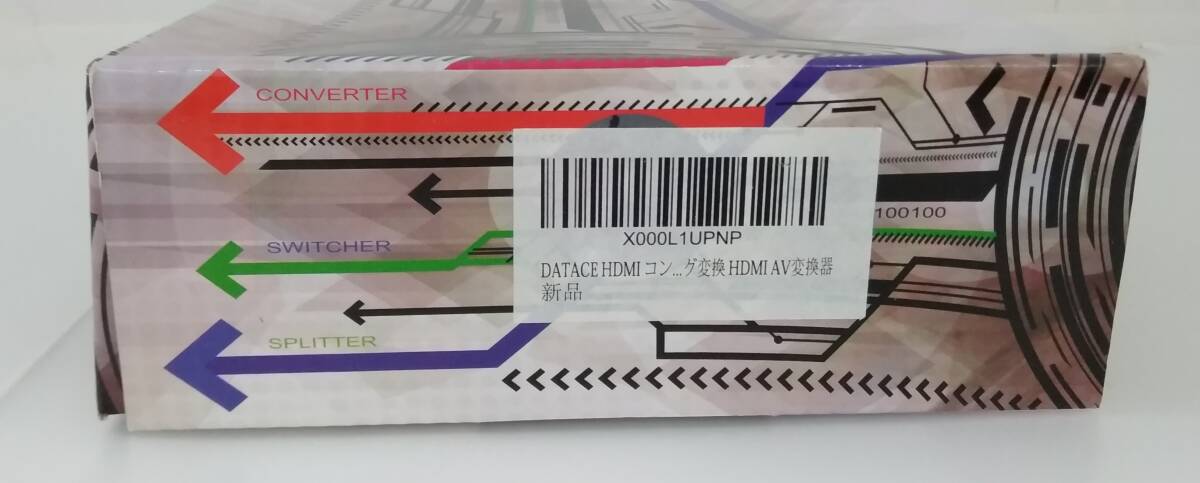 CONVERTER
100100
X000L1UPNP
SWITCHER
DATACE HDMI コン...グ変換 HDMI AV変換器
新品
SPLITTER